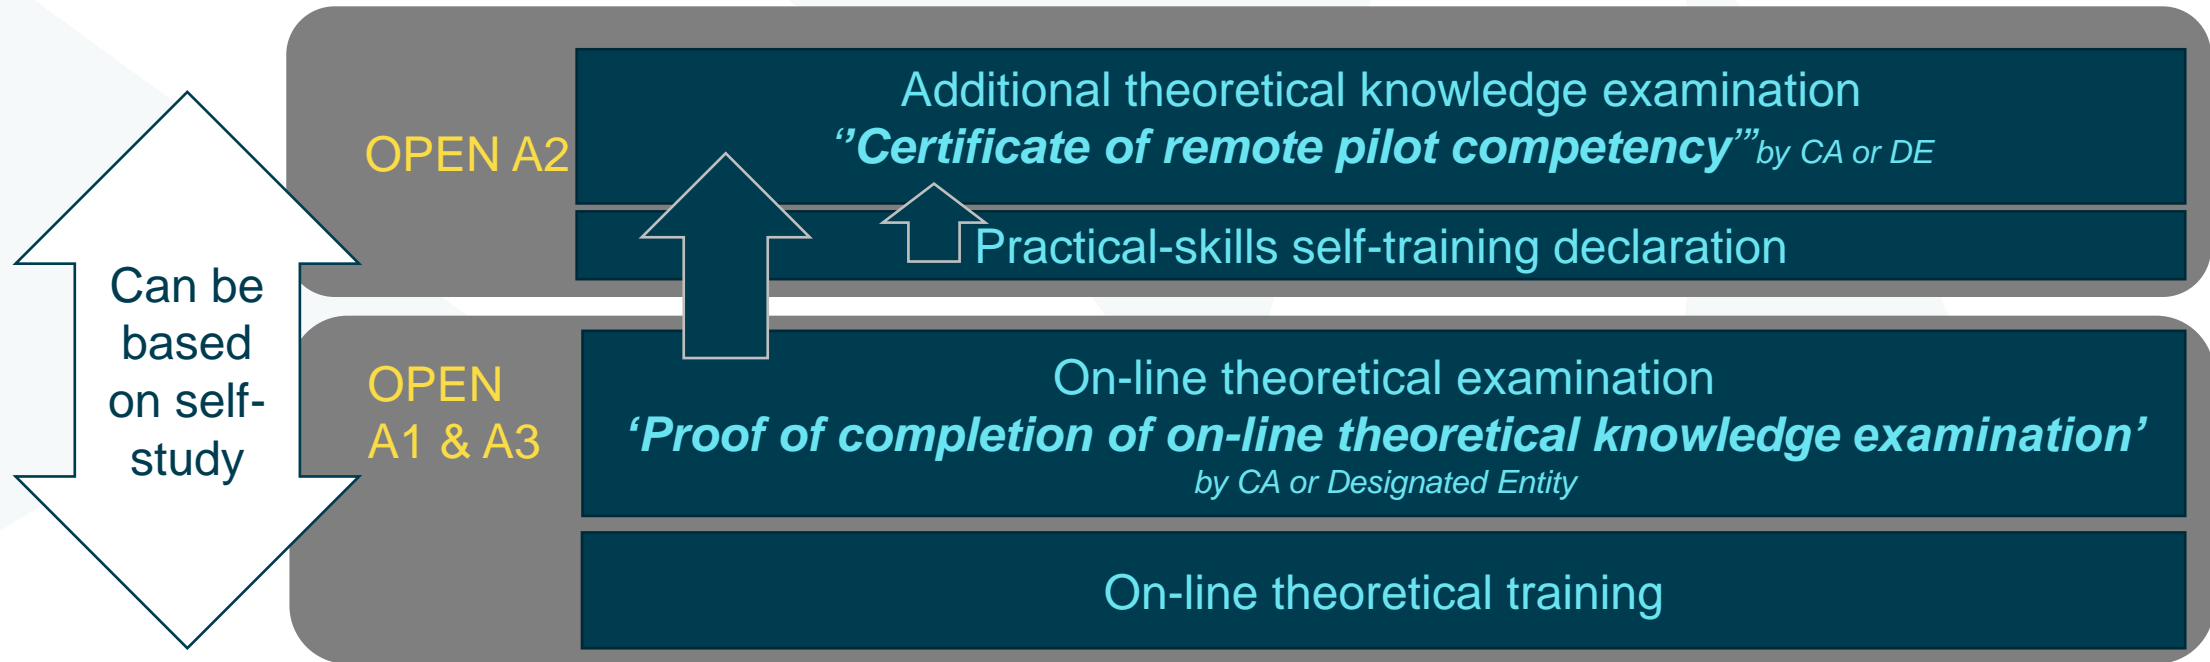 Can be
based
on self-
study
OPEN A2
Additional theoretical knowledge examination
‘’Certificate of remote pilot competency’’’by CA or DE
Practical-skills self-training declaration
OPEN
A1 & A3
On-line theoretical examination
‘Proof of completion of on-line theoretical knowledge examination’
by CA or Designated Entity
On-line theoretical training